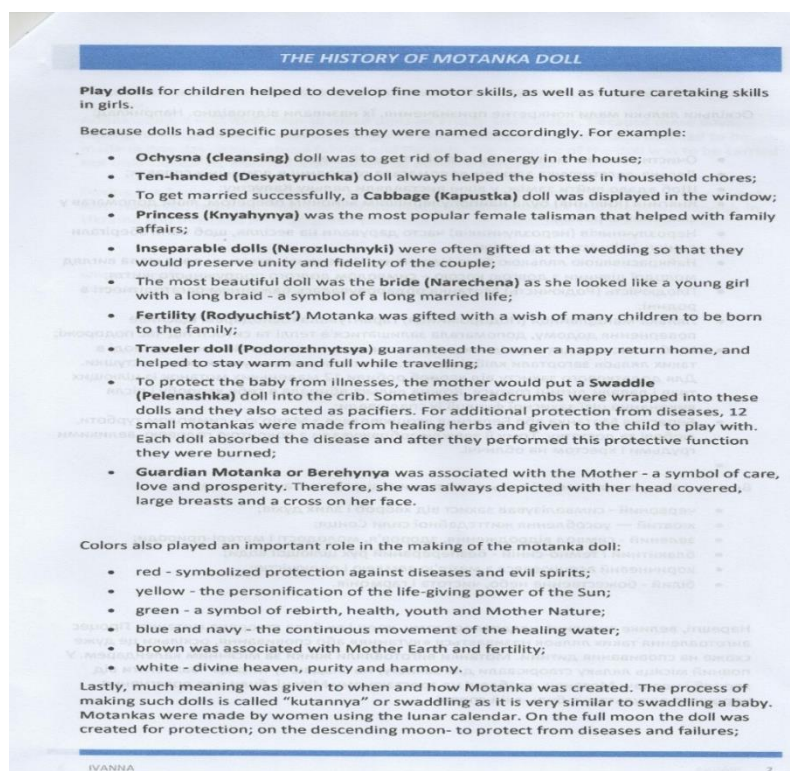 THE HISTORY OF MOTANKA DOLL
Play dolls for children helped to develop fine motor skills, as well as future caretaking skills
in girls.
Because dolls had specific purposes they were named accordingly. For example:
• Ochysna (cleansing) doll was to get rid of bad energy in the house;
• Ten-handed (Desyatyruchka) doll always helped the hostess in household chores;
• To get married successfully, a Cabbage (Kapustka) doll was displayed in the window;
• Princess (Knyahynya) was the most popular female talisman that helped with family
affairs;
• Inseparable dolls (Nerozluchnyki) were often gifted at the wedding so that they
would preserve unity and fidelity of the couple;
• The most beautiful doll was the bride (Narechena) as she looked like a young girl
with a long braid - a symbol of a long married life;
• Fertility (Rodyuchist') Motanka was gifted with a wish of many children to be born
to the family;
• Traveler doll (Podorozhnytsya) guaranteed the owner a happy return home, and
helped to stay warm and full while travelling;
• To protect the baby from illnesses, the mother would put a Swaddle
(Pelenashka) doll into the crib. Sometimes breadcrumbs were wrapped into these
dolls and they also acted as pacifiers. For additional protection from diseases, 12
small motankas were made from healing herbs and given to the child to play with.
Each doll absorbed the disease and after they performed this protective function
they were burned;
• Guardian Motanka or Berehynya was associated with the Mother - a symbol of care,
love and prosperity. Therefore, she was always depicted with her head covered,
large breasts and a cross on her face.
Colors also played an important role in the making of the motanka doll:
• red - symbolized protection against diseases and evil spirits;
• yellow - the personification of the life-giving power of the Sun;
• green - a symbol of rebirth, health, youth and Mother Nature;
• blue and navy - the continuous movement of the healing water;
• brown was associated with Mother Earth and fertility;
• white - divine heaven, purity and harmony.
Lastly, much meaning was given to when and how Motanka was created. The process of
making such dolls is called "kutannya" or swaddling as it is very similar to swaddling a baby.
Motankas were made by women using the lunar calendar. On the full moon the doll was
created for protection; on the descending moon- to protect from diseases and failures;
IVANNA 2